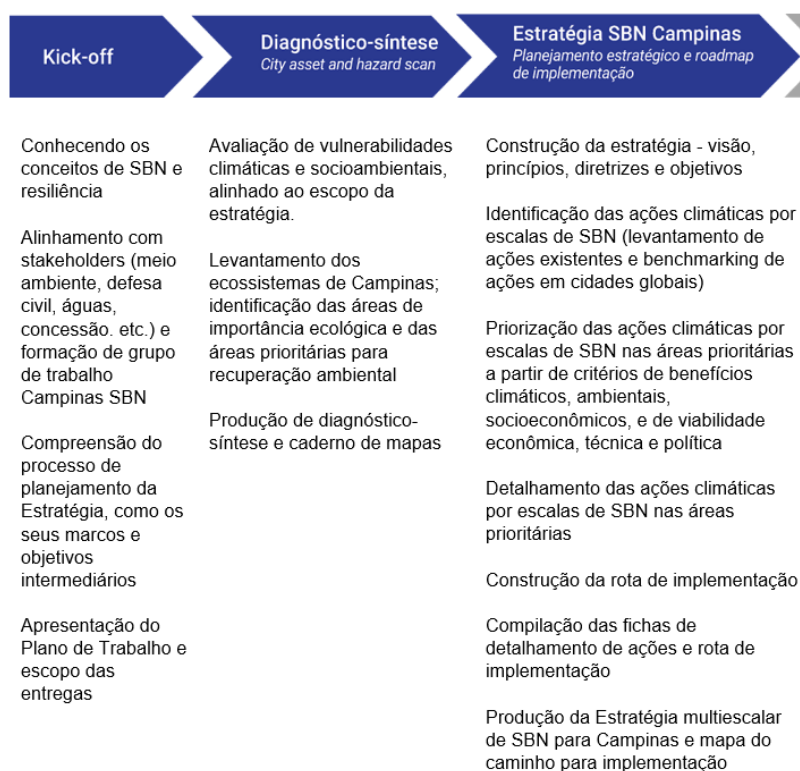 Kick-off
Diagnóstico-síntese
City asset and hazard scan
Estratégia SBN Campinas
Planejamento estratégico e roadmap
de implementação
Conhecendo os
conceitos de SBN e
resiliência
Alinhamento com
stakeholders (meio
ambiente, defesa
civil, águas,
concessão. etc.) e
formação de grupo
de trabalho
Campinas SBN
Compreensão do
processo de
planejamento da
Estratégia, como os
seus marcos e
objetivos
intermediários
Apresentação do
Plano de Trabalho e
escopo das
entregas
Avaliação de vulnerabilidades
climáticas e socioambientais,
alinhado ao escopo da
estratégia.
Levantamento dos
ecossistemas de Campinas;
identificação das áreas de
importância ecológica e das
áreas prioritárias para
recuperação ambiental
Produção de diagnóstico-
síntese e caderno de mapas
Construção da estratégia - visão,
princípios, diretrizes e objetivos
Identificação das ações climáticas por
escalas de SBN (levantamento de
ações existentes e benchmarking de
ações em cidades globais)
Priorização das ações climáticas por
escalas de SBN nas áreas prioritárias
a partir de critérios de benefícios
climáticos, ambientais,
socioeconômicos, e de viabilidade
econômica, técnica e política
Detalhamento das ações climáticas
por escalas de SBN nas áreas
prioritárias
Construção da rota de implementação
Compilação das fichas de
detalhamento de ações e rota de
implementação
Produção da Estratégia multiescalar
de SBN para Campinas e mapa do
caminho para implementação